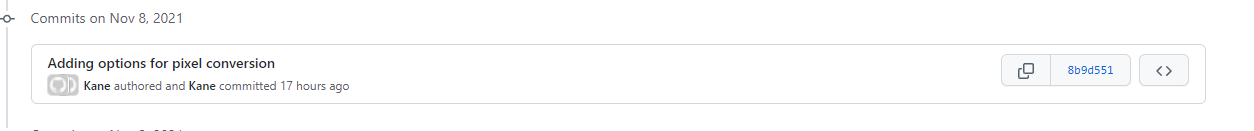 Commits on Nov 8, 2021
Adding options for pixel conversion
8b9d551
Kane authored and Kane committed 17 hours ago